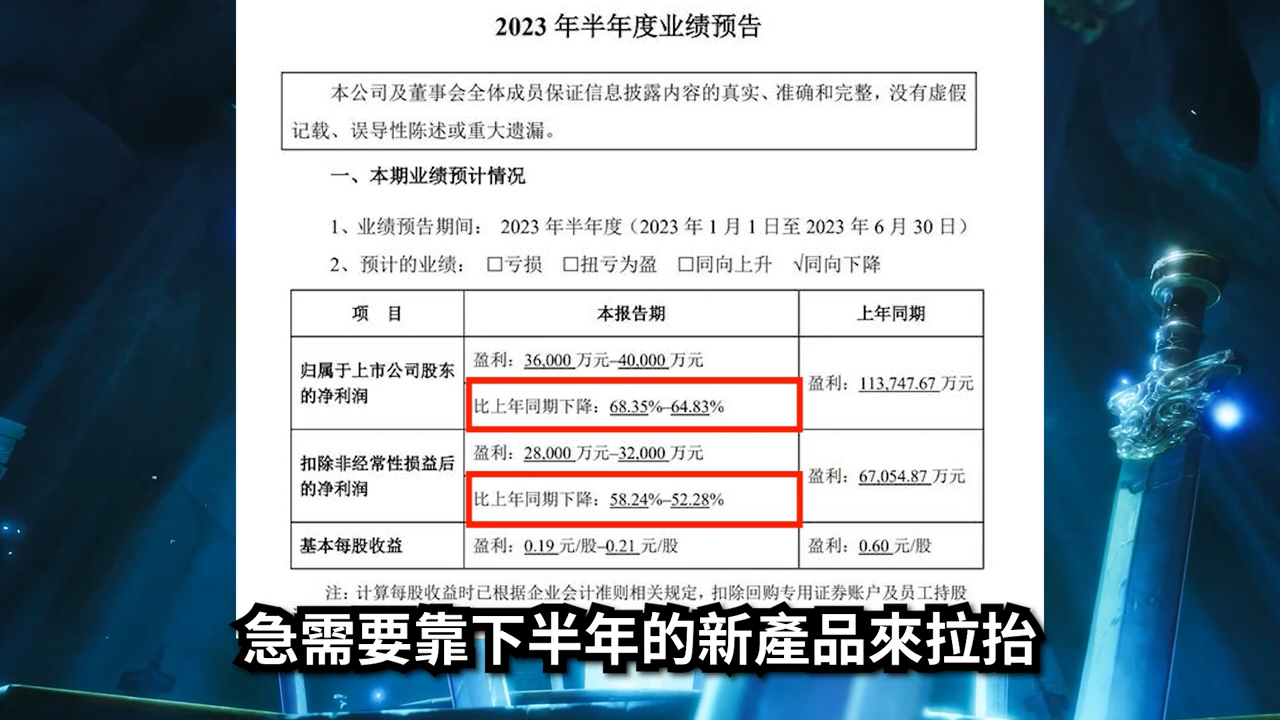 2023 年半年度业绩预告
本公司及董事会全体成员保证信息披露内容的真实、准确和完整，没有虚假
记载、误导性陈述或重大遗漏。
一、本期业绩预计情况
1、业绩预告期间： 2023 年半年度（2023 年 1 月 1 日至 2023 年 6 月 30 日）
2、预计的业绩： □亏损 □扭亏为盈 □同向上升 √同向下降
项 目 本报告期 上年同期
归属于上市公司股东
的净利润
盈利：36,000 万元–40,000 万元
比上年同期下降：68.35%–64.83%
盈利：113,747.67 万元
扣除非经常性损益后
的净利润
盈利：28,000 万元–32,000 万元
比上年同期下降：58.24%–52.28%
盈利：67,054.87 万元
基本每股收益 盈利：0.19 元/股–0.21 元/股 盈利：0.60 元/股
注：计算每股收益时已根据企业会计准则相关规定，扣除回购专用证券账户及员工持股
急需要靠下半年的新產品來拉抬